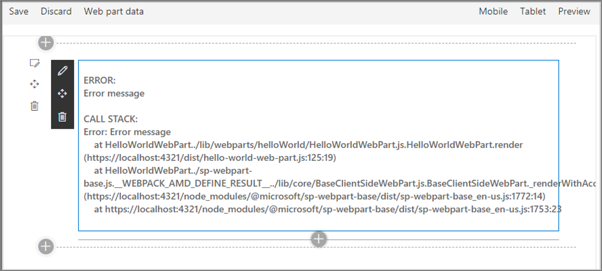 Save Discard Web part data Mobile Tablet Preview
ERROR:
Error message
CALL STACK:
Error: Error message
at HelloWorldWebPart../lib/webparts/helloWorld/HelloWorldWebPart.js.HelloWorldWebPart.render
(https://localhost:4321/dist/hello-world-web-part.js:125:19)
at HelloWorldWebPart../sp-webpart-
base.js.__WEBPACK_AMD_DEFINE_RESULT__../lib/core/BaseClientSideWebPart.js.BaseClientSideWebPart._renderWithAcc
(https://localhost:4321/node_modules/@microsoft/sp-webpart-base/dist/sp-webpart-base_en-us.js:1772:14)
at https://localhost:4321/node_modules/@microsoft/sp-webpart-base/dist/sp-webpart-base_en-us.js:1753:23